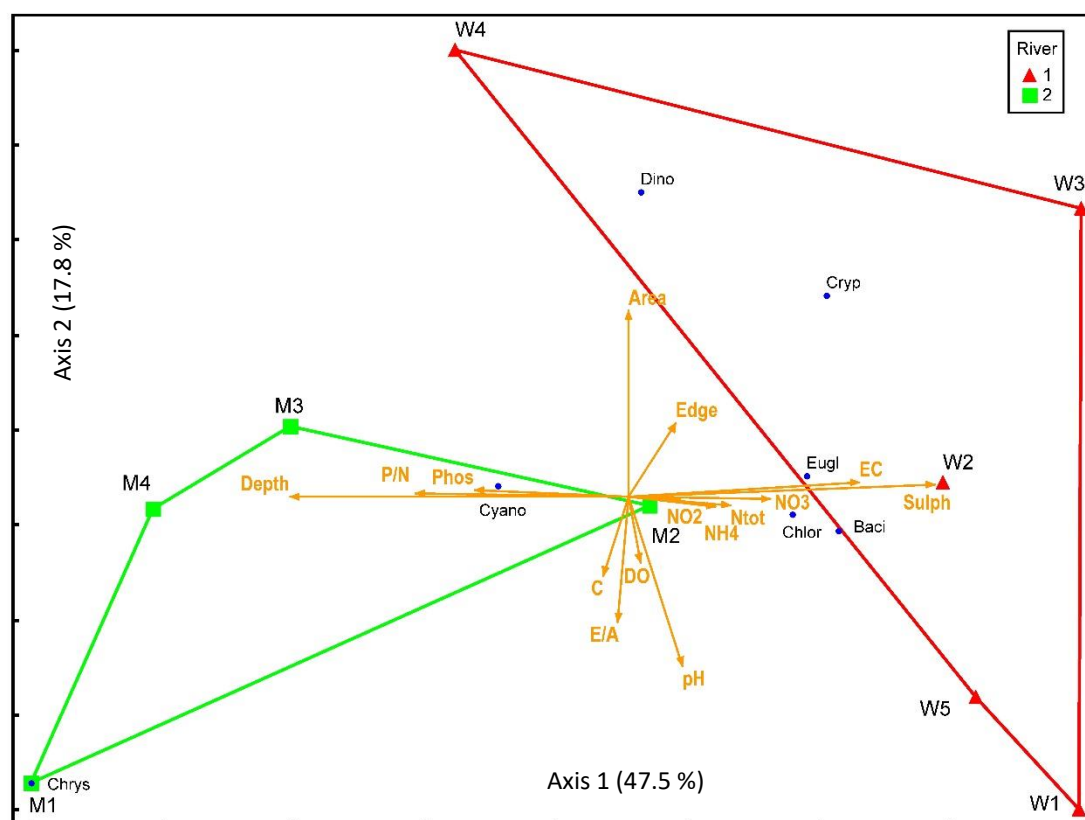 W4
River
1
2
Dino
W3
Axis 2 (17.8 %)
Cryp
Area
M3
Edge
P/N
Phos
Eugl
EC
W2
Depth
M4
Cyano
NO3
Sulph
NO2
Ntot
M2
NH4
Chlor
Baci
C
DO
E/A
pH
W5
Axis 1 (47.5 %)
Chrys
M1
W1